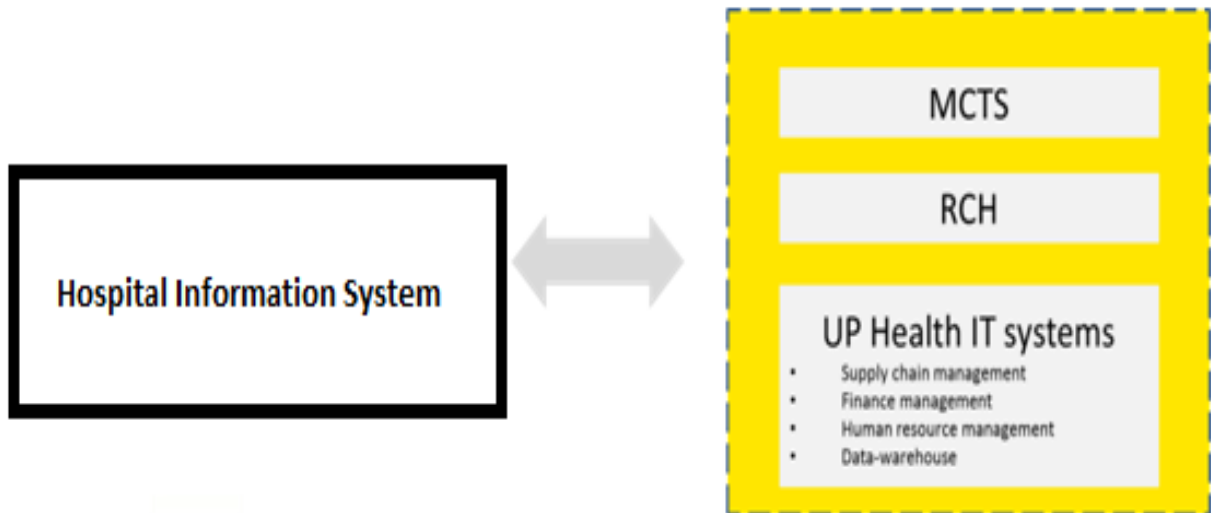 Hospital Information System
MCTS
RCH
UP Health IT systems
• Supply chain management
• Finance management
• Human resource management
• Data-warehouse